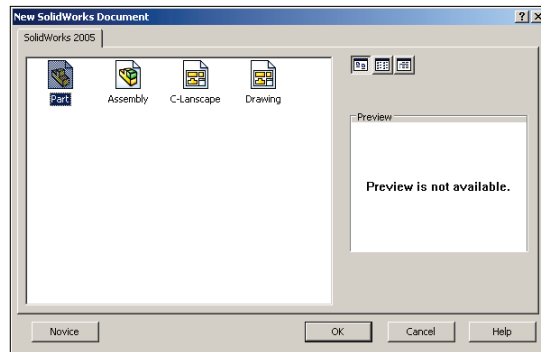 New SolidWorks Document
SolidWorks 2005
Part Assembly C-Lanscape Drawing
Preview
Preview is not available.
Novice OK Cancel Help